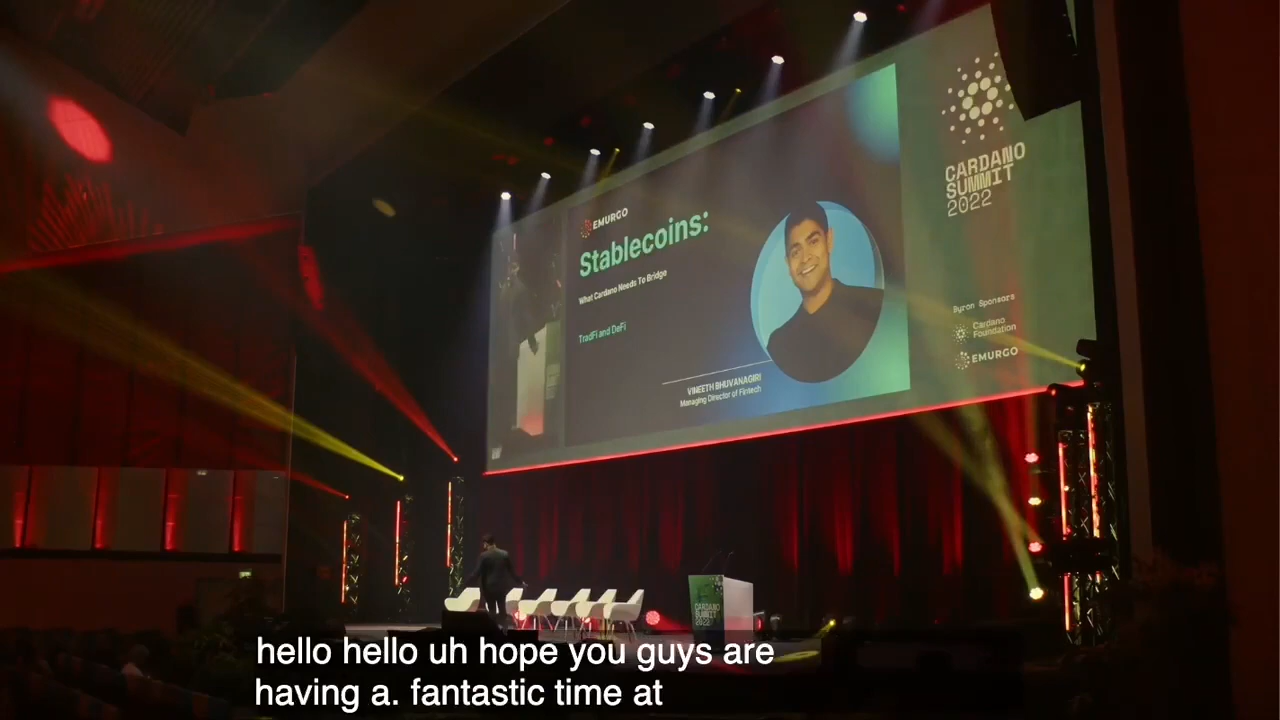 EMURGO
Stablecoins:
What Cardano Needs To Bridge
TradFi and DeFi
VINEETH BHUVANAGIRI
Managing Director of Fintech
CARDANO
SUMMIT
2022
Byron Sponsors
Cardano
Foundation
EMURGO
CARDANO
SUMMIT
2022
hello hello uh hope you guys are
having a. fantastic time at